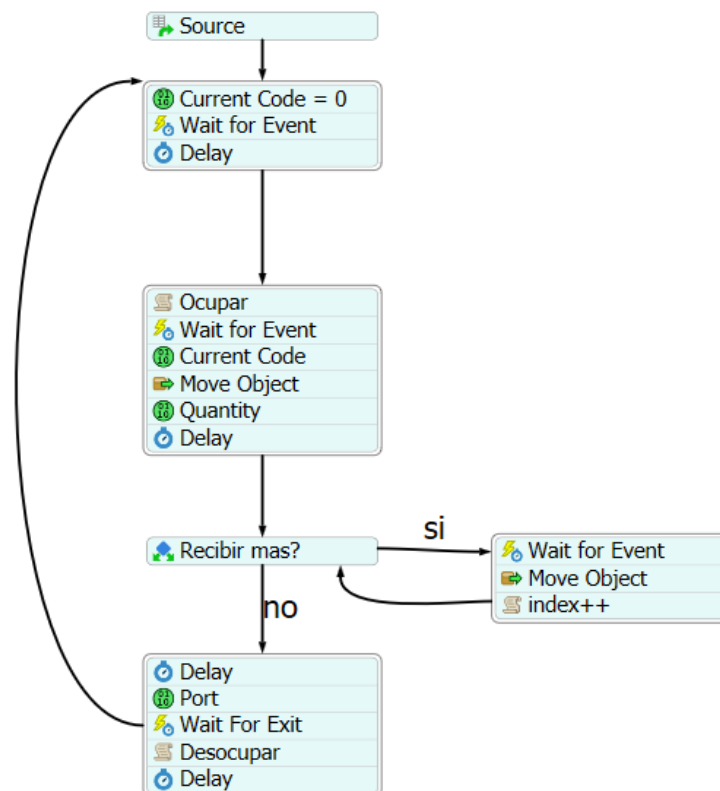 Source
Current Code = 0
Wait for Event
Delay
Ocupar
Wait for Event
Current Code
Move Object
Quantity
Delay
Recibir mas?
si
Wait for Event
Move Object
index++
no
Delay
Port
Wait For Exit
Desocupar
Delay